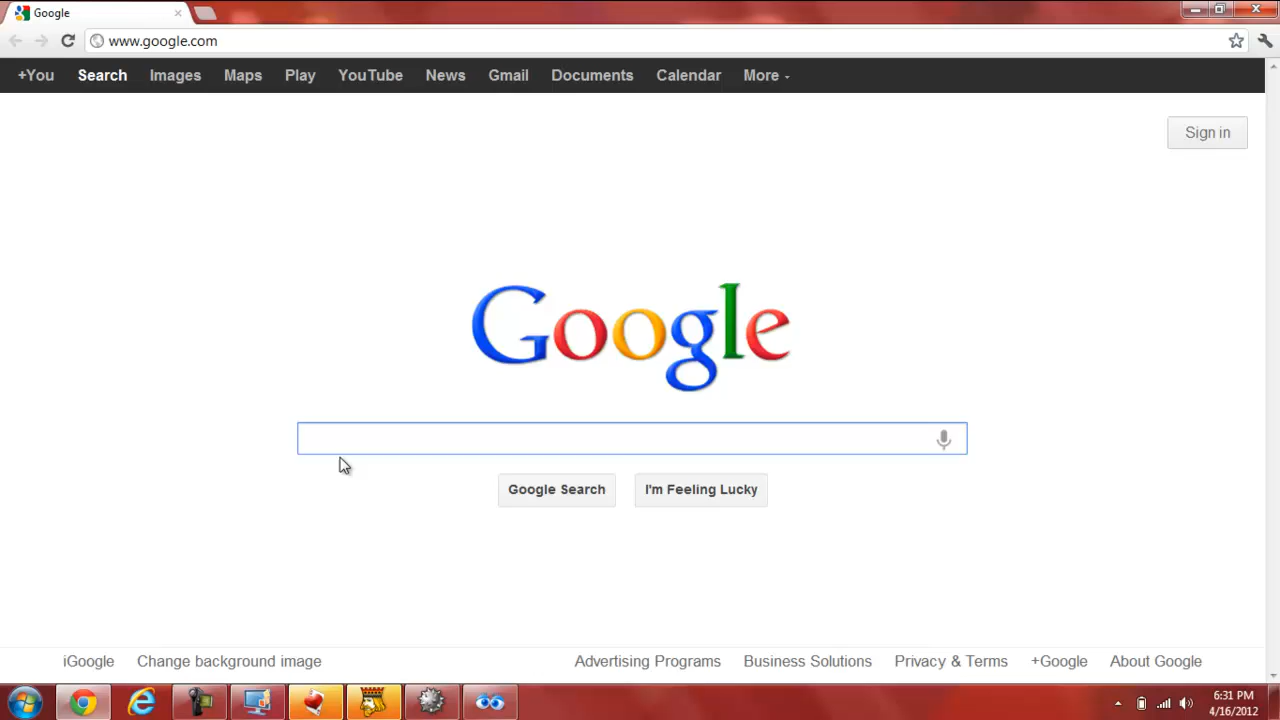 Google
www.google.com
+You Search Images Maps Play YouTube News Gmail Documents Calendar More
Sign in
Google
Google Search I'm Feeling Lucky
iGoogle Change background image Advertising Programs Business Solutions Privacy & Terms +Google About Google
6:31 PM
4/16/2012